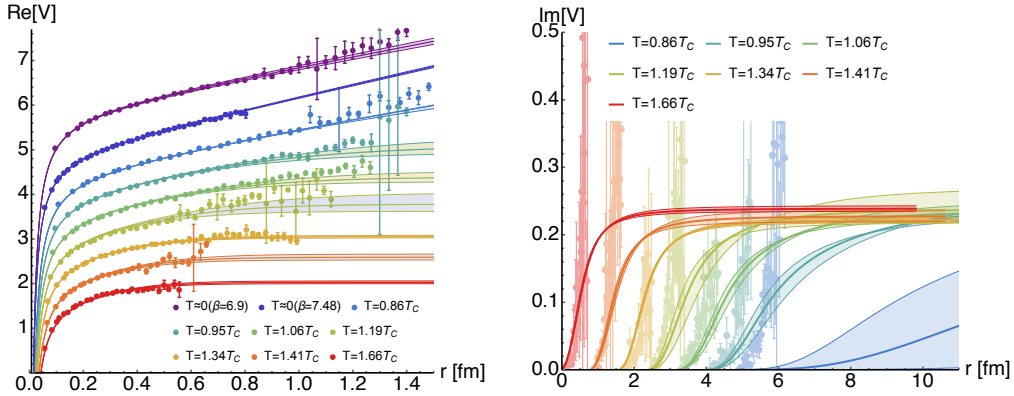 Re[V]
7
6
5
4
3
2
1
0.0 0.2 0.4 0.6 0.8 1.0 1.2 1.4 r [fm]
T≈0(β=6.9) T≈0(β=7.48) T=0.86T_C
T=0.95T_C T=1.06T_C T=1.19T_C
T=1.34T_C T=1.41T_C T=1.66T_C
Im[V]
0.5
0.4
0.3
0.2
0.1
0.0
0 2 4 6 8 10 r [fm]
T=0.86T_C T=0.95T_C T=1.06T_C
T=1.19T_C T=1.34T_C T=1.41T_C
T=1.66T_C